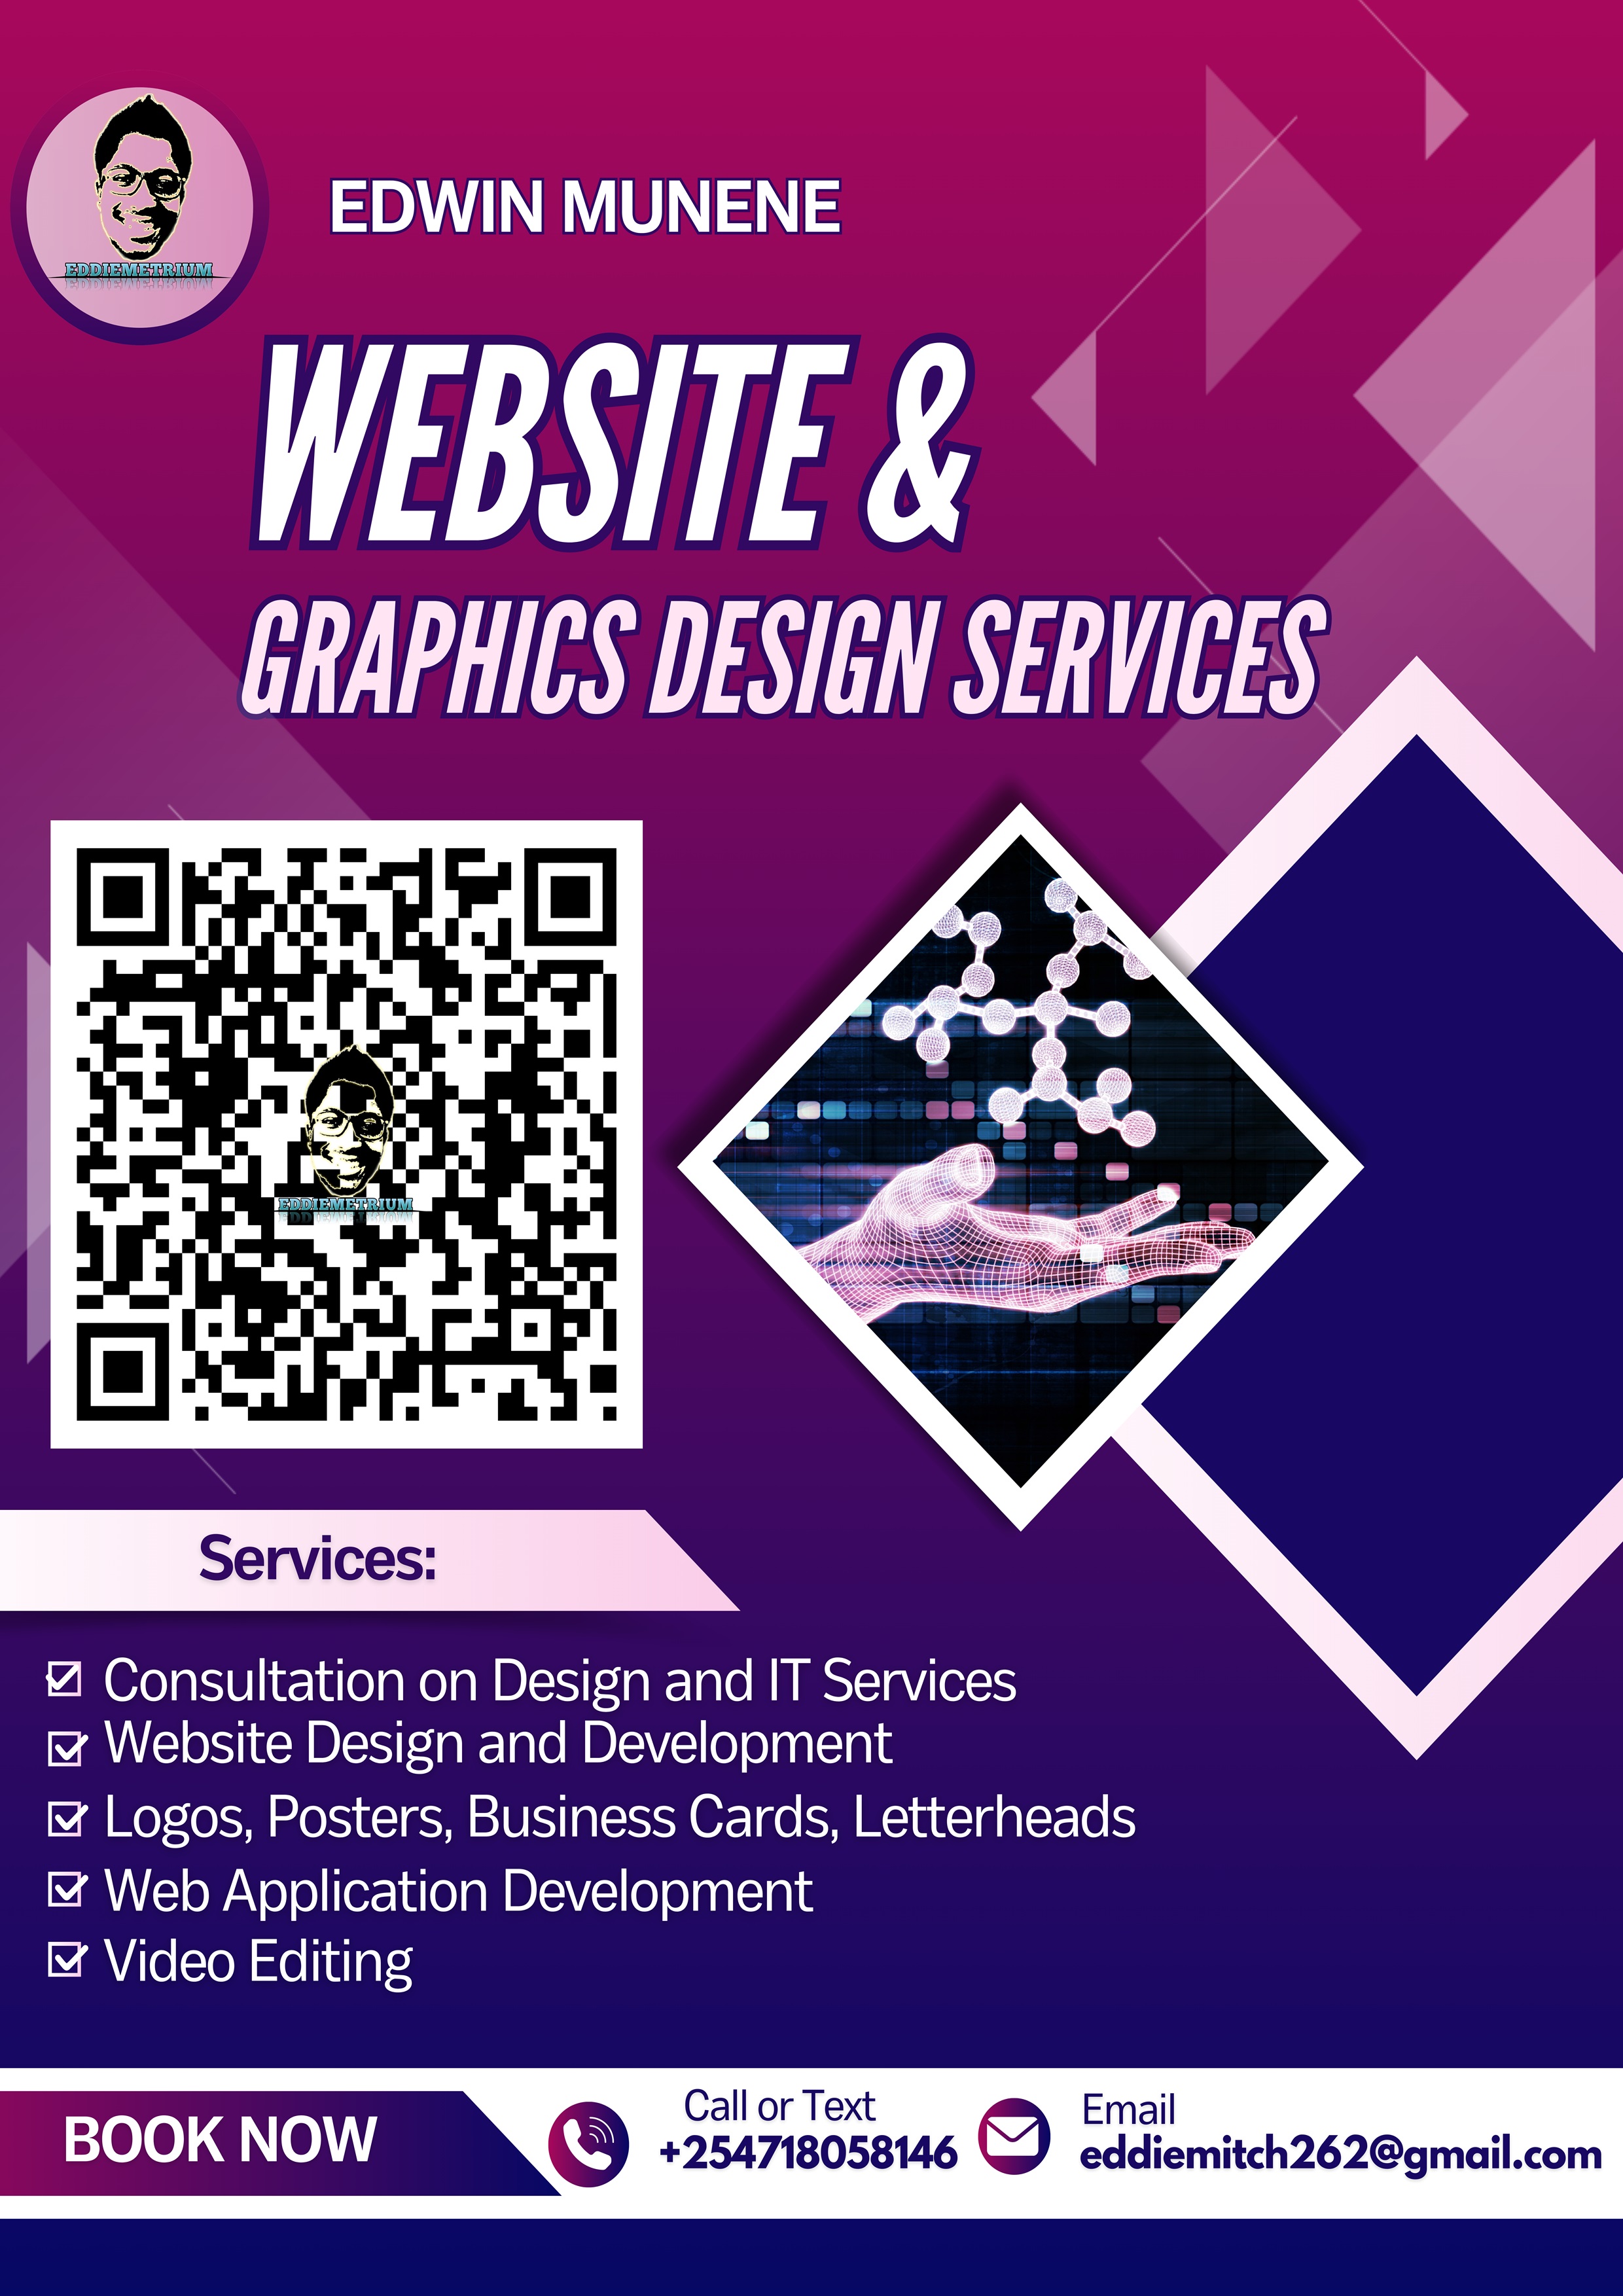 EDDIEMETRIUM
EDWIN MUNENE
WEBSITE &
GRAPHICS DESIGN SERVICES
EDDIEMETRIUM
Services:
Consultation on Design and IT Services
Website Design and Development
Logos, Posters, Business Cards, Letterheads
Web Application Development
Video Editing
BOOK NOW
Call or Text
+254718058146
Email
eddiemitch262@gmail.com